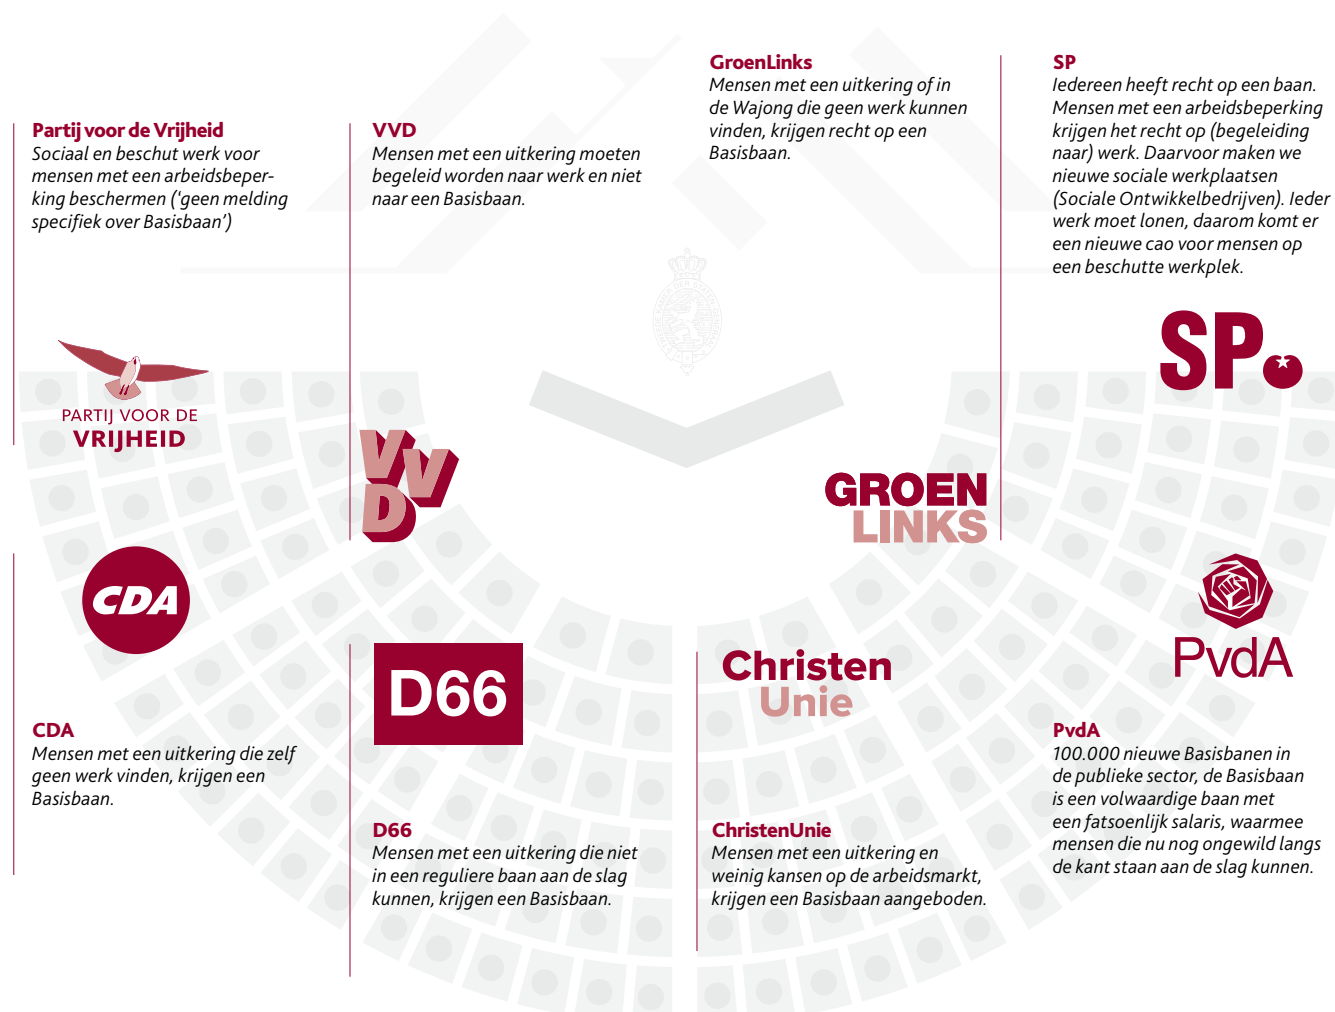 Partij voor de Vrijheid
Sociaal en beschut werk voor
mensen met een arbeidsbeper-
king beschermen (‘geen melding
specifiek over Basisbaan’)
PARTIJ VOOR DE
VRIJHEID
VVD
Mensen met een uitkering moeten
begeleid worden naar werk en niet
naar een Basisbaan.
VVD
GroenLinks
Mensen met een uitkering of in
de Wajong die geen werk kunnen
vinden, krijgen recht op een
Basisbaan.
GROEN
LINKS
SP
Iedereen heeft recht op een baan.
Mensen met een arbeidsbeperking
krijgen het recht op (begeleiding
naar) werk. Daarvoor maken we
nieuwe sociale werkplaatsen
(Sociale Ontwikkelbedrijven). Ieder
werk moet lonen, daarom komt er
een nieuwe cao voor mensen op
een beschutte werkplek.
SP
CDA
CDA
Mensen met een uitkering die zelf
geen werk vinden, krijgen een
Basisbaan.
D66
D66
Mensen met een uitkering die niet
in een reguliere baan aan de slag
kunnen, krijgen een Basisbaan.
Christen
Unie
ChristenUnie
Mensen met een uitkering en
weinig kansen op de arbeidsmarkt,
krijgen een Basisbaan aangeboden.
PvdA
PvdA
100.000 nieuwe Basisbanen in
de publieke sector, de Basisbaan
is een volwaardige baan met
een fatsoenlijk salaris, waarmee
mensen die nu nog ongewild langs
de kant staan aan de slag kunnen.